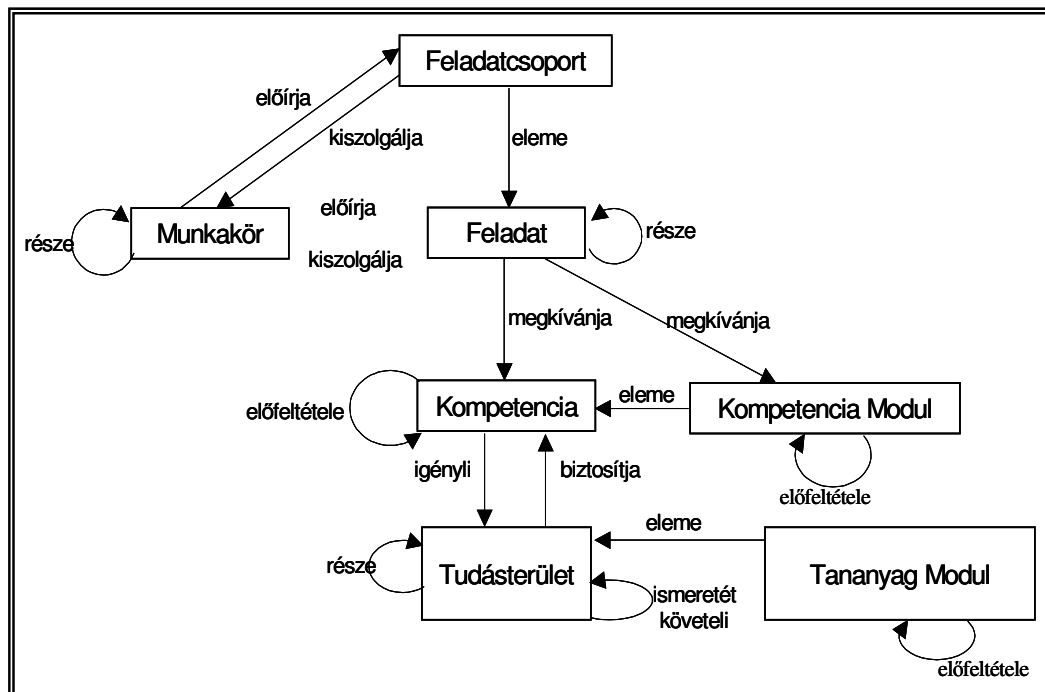 Feladatcsoport
előírja
kiszolgálja
eleme
Munkakör
része
előírja
kiszolgálja
Feladat
része
megkívánja
megkívánja
Kompetencia
előfeltétele
eleme
Kompetencia Modul
előfeltétele
igényli
biztosítja
Tudásterület
része
ismeretét
követeli
eleme
Tananyag Modul
előfeltétele